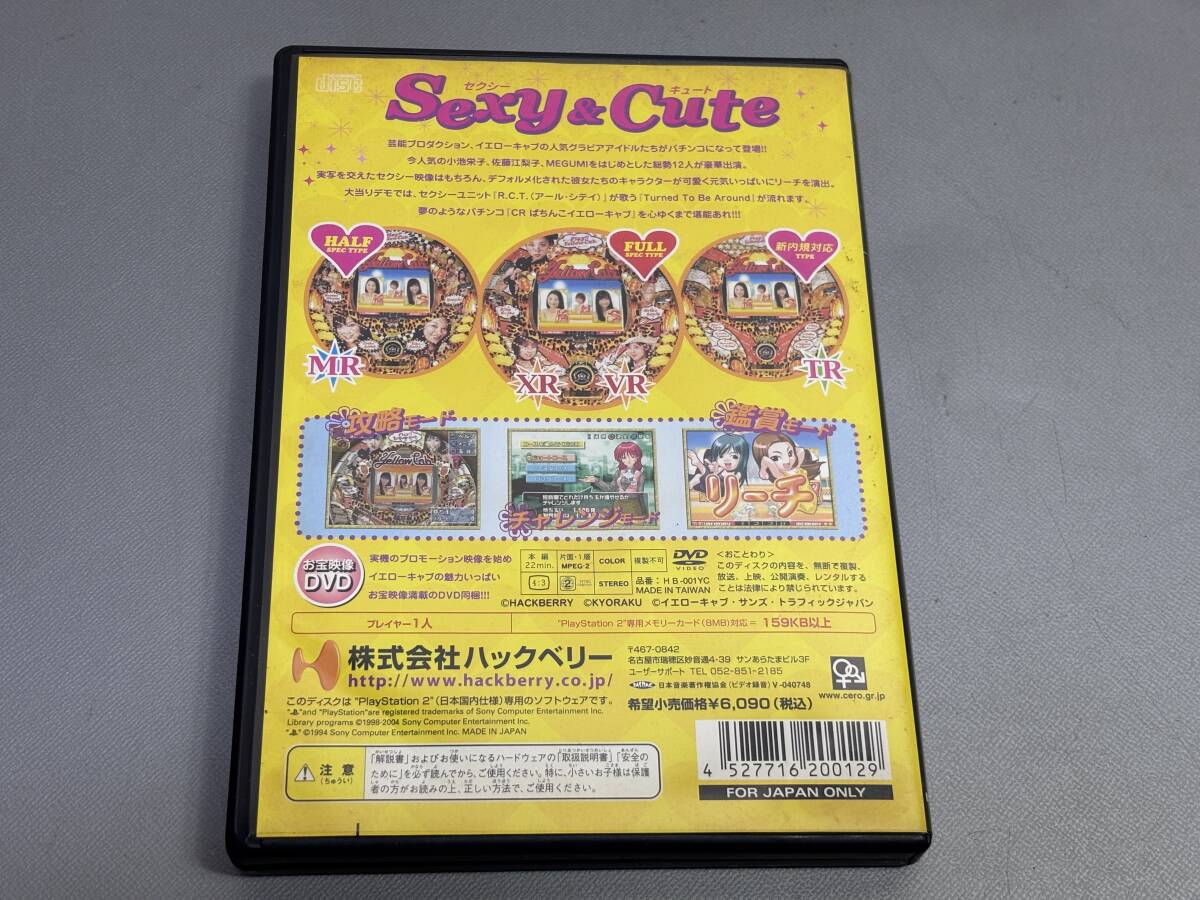 disc
セクシー
キュート
Sexy & Cute
芸能プロダクション、イエローキャブの人気グラビアアイドルたちがパチンコになって登場!!
今人気の小池栄子、佐藤江梨子、MEGUMIをはじめとした総勢12人が豪華出演。
実写を交えたセクシー映像はもちろん、デフォルメ化された彼女たちのキャラクターが可愛く元気いっぱいにリーチを演出。
大当りデモでは、セクシーユニット『R.C.T.(アール・シテイ)』が歌う『Turned To Be Around』が流れます。
夢のようなパチンコ『CR ぱちんこイエローキャブ』を心ゆくまで堪能あれ!!!
HALF
SPEC TYPE
FULL
SPEC TYPE
新内規対応
TYPE
MR
XR
VR
TR
攻略モード
チャレンジモード
鑑賞モード
Yellow Cab
リーチ
お宝映像
DVD
実機のプロモーション映像を始め
イエローキャブの魅力いっぱい
お宝映像満載のDVD同梱!!!
本編
22min.
片面・1層
MPEG-2
COLOR
複製不可
4:3
2
STEREO
DVD
VIDEO
品番：HB-001YC
MADE IN TAIWAN
<おことわり>
このディスクの内容を、無断で複製、
放送、上映、公開演奏、レンタルする
ことは法律により禁じられています。
©HACKBERRY ©KYORAKU ©イエローキャブ・サンズ・トラフィックジャパン
プレイヤー1人
"PlayStation 2"専用メモリーカード(8MB)対応＝ 159KB以上
株式会社ハックベリー
http://www.hackberry.co.jp/
〒467-0842
名古屋市瑞穂区妙音通4-39 サンあらたまビル3F
ユーザーサポート TEL 052-851-2185
日本音楽著作権協会(ビデオ録音) V-040748
希望小売価格¥6,090(税込)
www.cero.gr.jp
このディスクは "PlayStation 2"(日本国内仕様)専用のソフトウェアです。
" "and "PlayStation"are registered trademarks of Sony Computer Entertainment Inc.
Library programs ©1998-2004 Sony Computer Entertainment Inc.
" " ©1994 Sony Computer Entertainment Inc. MADE IN JAPAN
注意
(ちゅうい)
「解説書」およびお使いになるハードウェアの「取扱説明書」「安全の
ために」を必ず読んでから、ご使用ください。特に、小さいお子様は保護
者の方がお読みの上、正しい方法で、ご使用ください。
4 527716 200129
FOR JAPAN ONLY